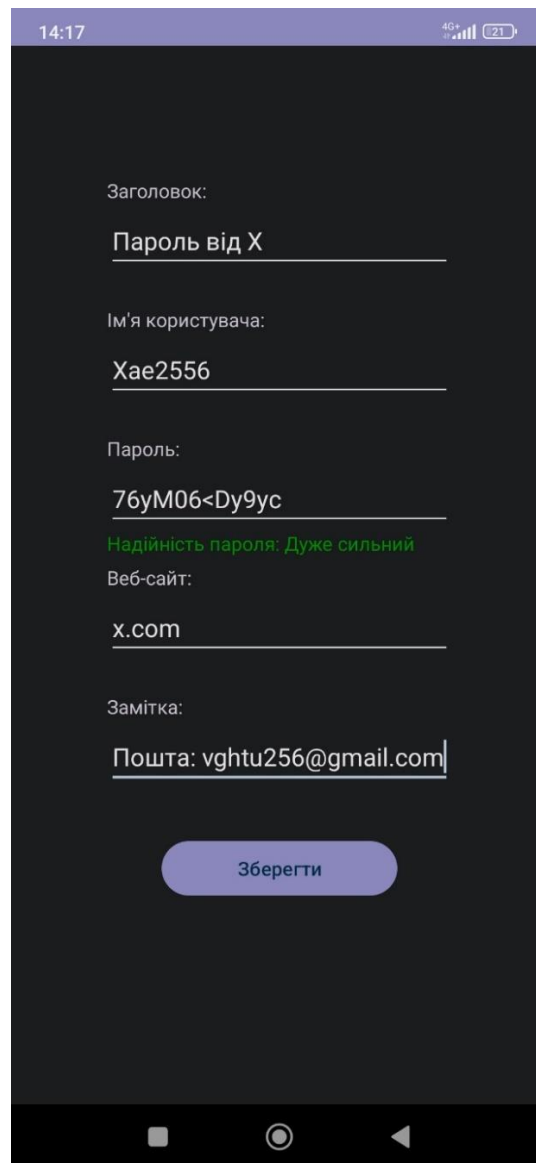 14:17
4G+
21
Заголовок:
Пароль від X
Ім'я користувача:
Xae2556
Пароль:
76yM06<Dy9yc
Надійність пароля: Дуже сильний
Веб-сайт:
x.com
Замітка:
Пошта: vghtu256@gmail.com
Зберегти